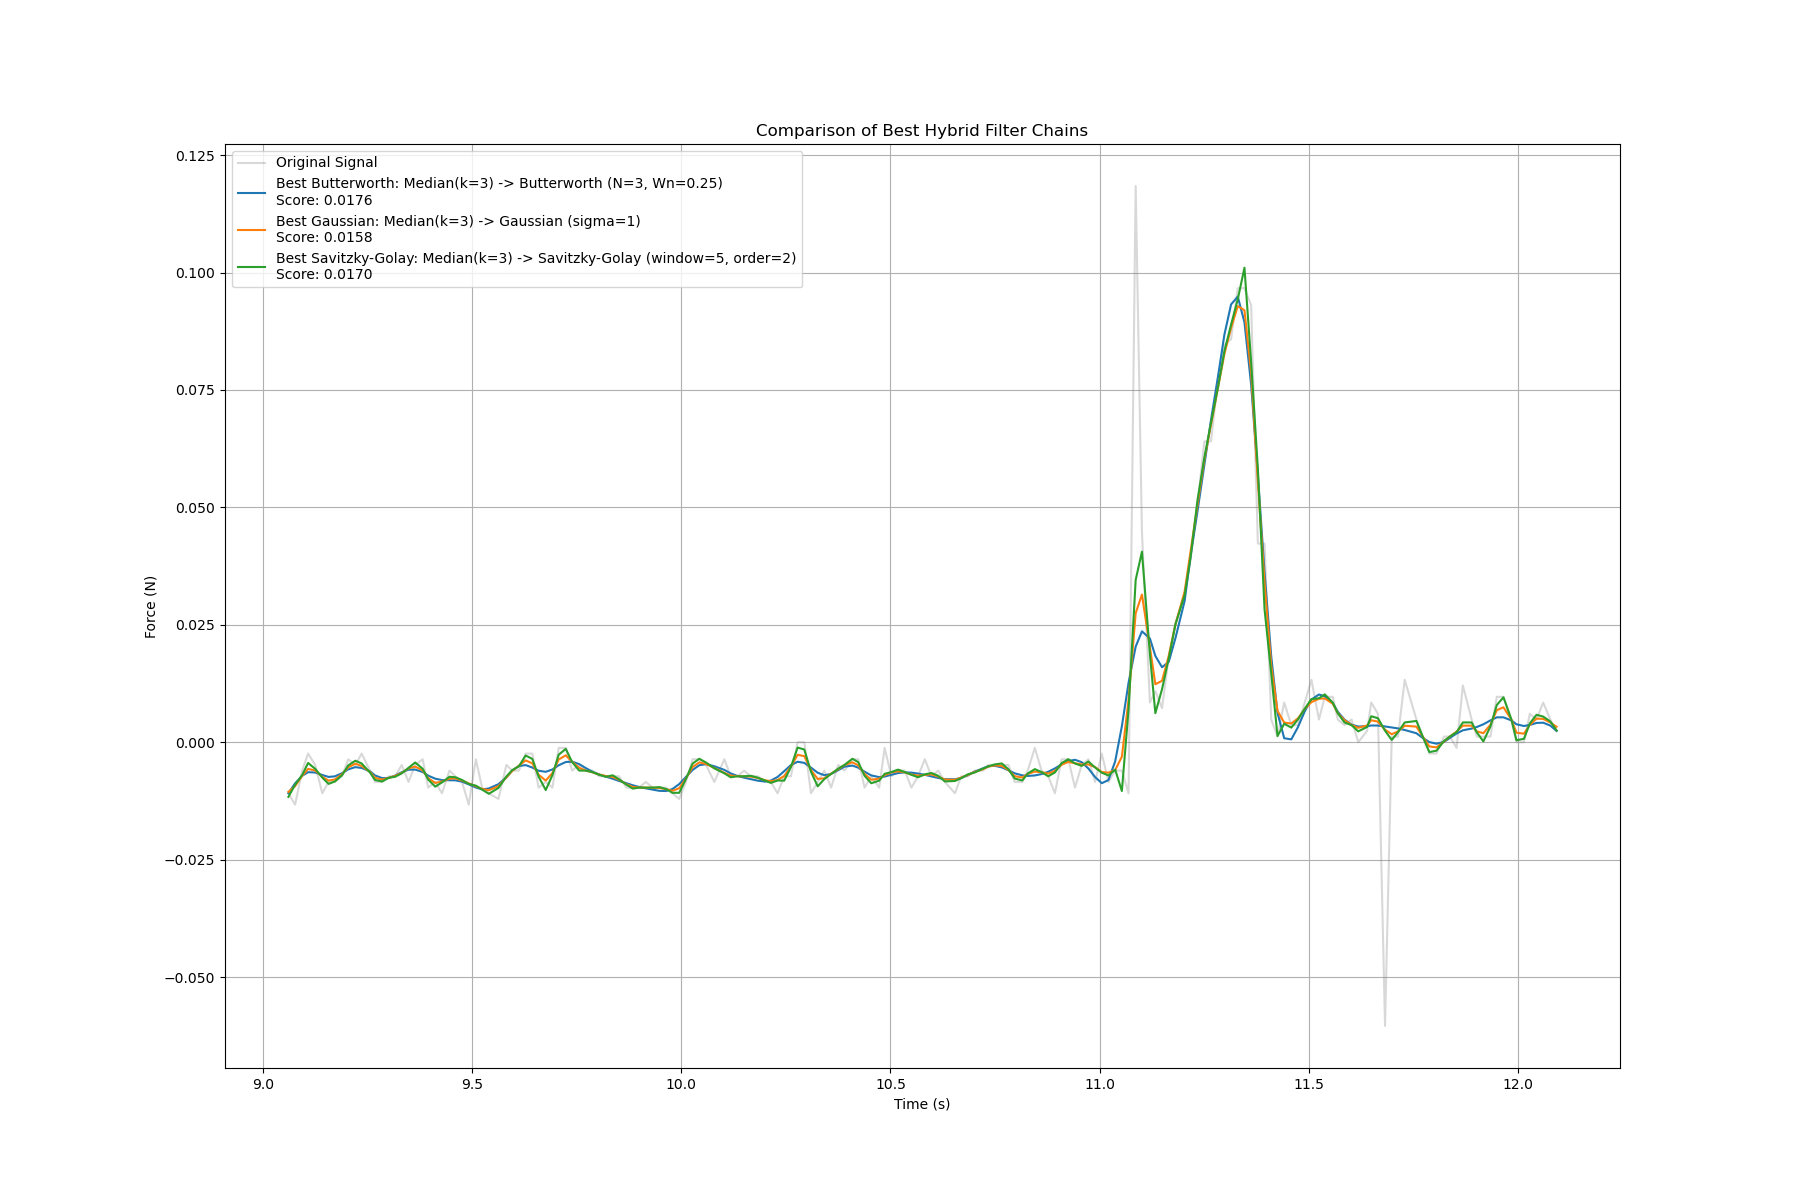 Comparison of Best Hybrid Filter Chains
Original Signal
Best Butterworth: Median(k=3) -> Butterworth (N=3, Wn=0.25)
Score: 0.0176
Best Gaussian: Median(k=3) -> Gaussian (sigma=1)
Score: 0.0158
Best Savitzky-Golay: Median(k=3) -> Savitzky-Golay (window=5, order=2)
Score: 0.0170
0.125
0.100
0.075
0.050
0.025
0.000
−0.025
−0.050
Force (N)
9.0 9.5 10.0 10.5 11.0 11.5 12.0
Time (s)